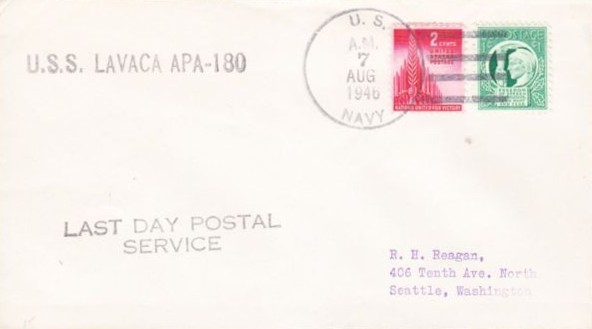 U.S.S. LAVACA APA-180
U. S.
A.M.
7
AUG
1946
NAVY
2 CENTS
UNITED
STATES
POSTAGE
NATIONS UNITED FOR VICTORY
POSTAGE
LAST DAY POSTAL
SERVICE
R. H. Reagan,
406 Tenth Ave. North
Seattle, Washington